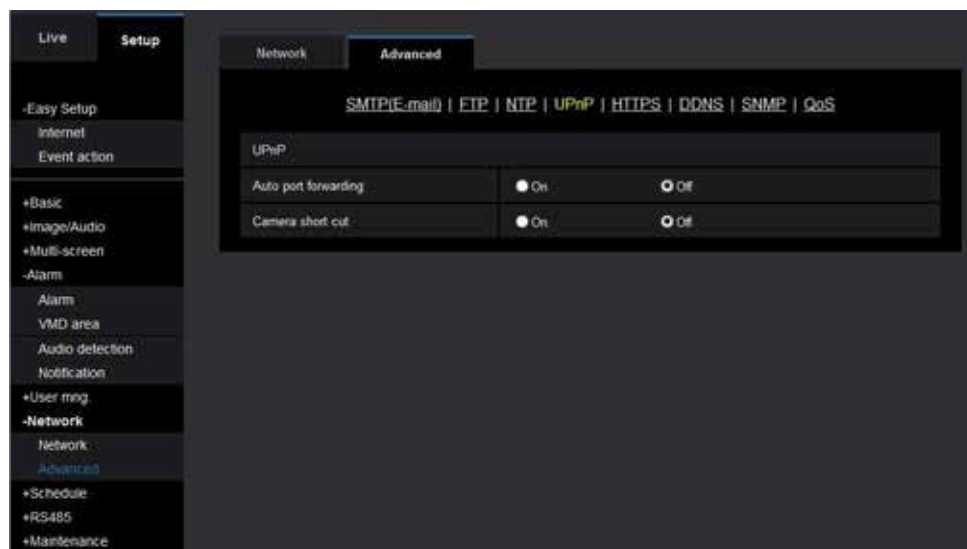 Live Setup
-Easy Setup
Internet
Event action
+Basic
+Image/Audio
+Multi-screen
-Alarm
Alarm
VMD area
Audio detection
Notification
+User mng.
-Network
Network
Advanced
+Schedule
+RS485
+Maintenance
Network Advanced
SMTP(E-mail) | FTP | NTP | UPnP | HTTPS | DDNS | SNMP | QoS
UPnP
Auto port forwarding On Off
Camera short cut On Off